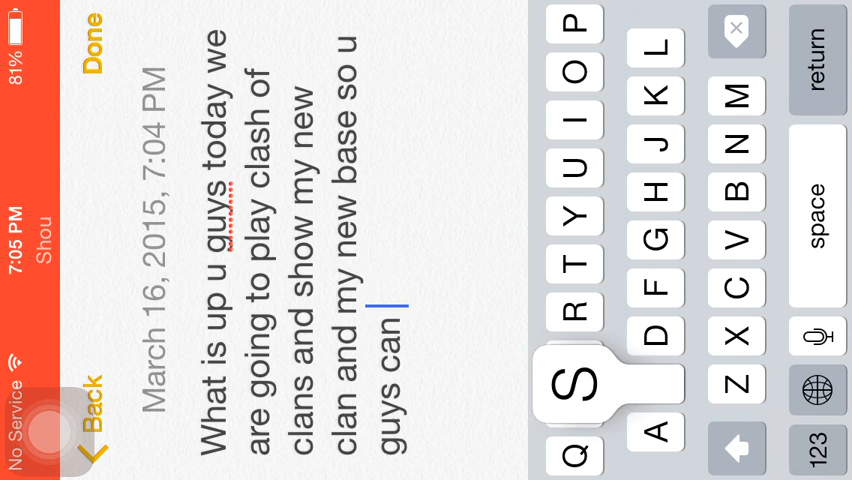 No Service 7:05 PM 81%
Shou
Back Done
March 16, 2015, 7:04 PM
What is up u guys today we
are going to play clash of
clans and show my new
clan and my new base so u
guys can
Q R T Y U I O P
S
A D F G H J K L
Z X C V B N M
123 space return